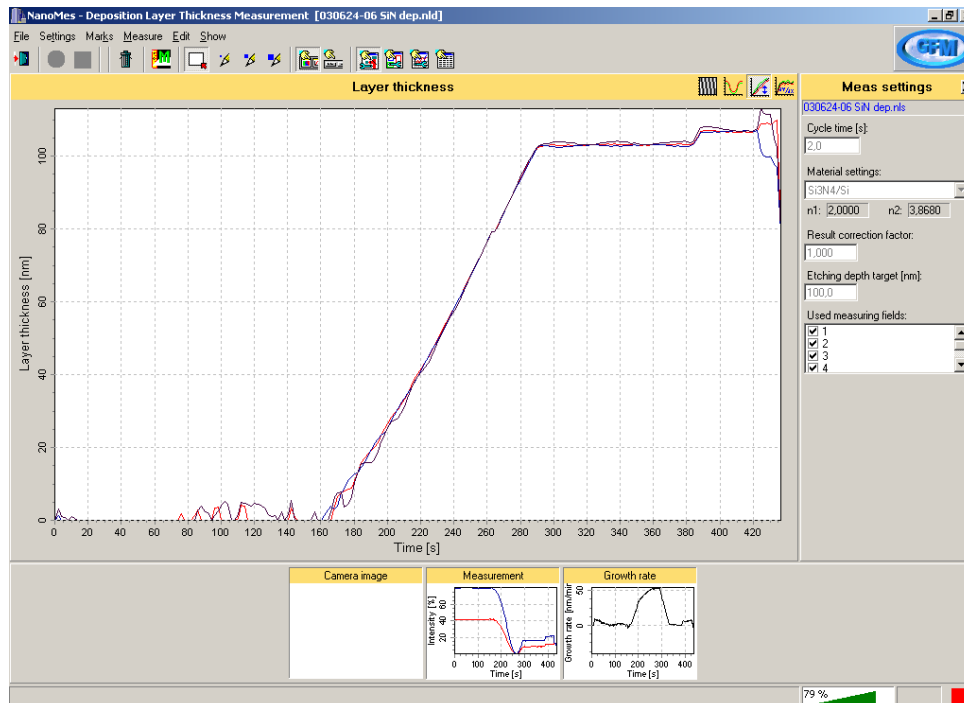 NanoMes - Deposition Layer Thickness Measurement [030624-06 SiN dep.nld]
File Settings Marks Measure Edit Show
CFM
Layer thickness
Meas settings
030624-06 SiN dep.nls
Cycle time [s]:
2,0
Material settings:
Si3N4/Si
n1: 2,0000 n2: 3,8680
Result correction factor:
1,000
Etching depth target [nm]:
100,0
Used measuring fields:
1
2
3
4
Layer thickness [nm]
100
80
60
40
20
0
0 20 40 60 80 100 120 140 160 180 200 220 240 260 280 300 320 340 360 380 400 420
Time [s]
Camera image
Measurement
Intensity [%]
80
60
40
20
0 100 200 300 400
Time [s]
Growth rate
Growth rate [nm/min
50
0
0 100 200 300 400
Time [s]
79 %